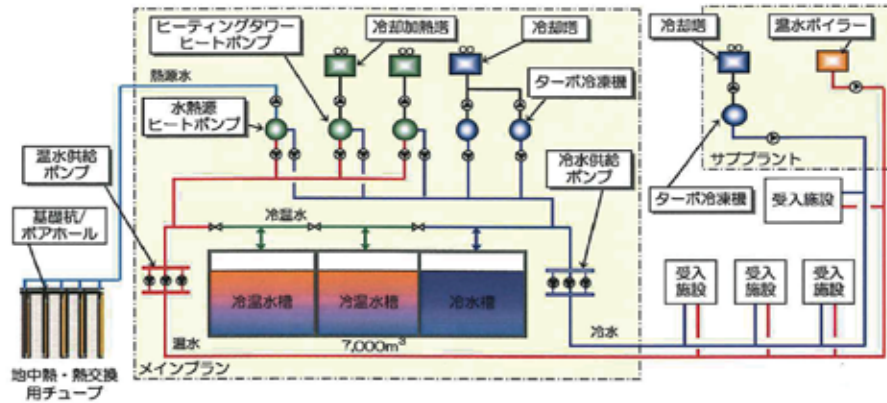 ヒーティングタワー
ヒートポンプ
冷却加熱塔
冷却塔
冷却塔
温水ボイラー
熱源水
水熱源
ヒートポンプ
ターボ冷凍機
温水供給
ポンプ
冷水供給
ポンプ
サブプラント
ターボ冷凍機
受入施設
基礎杭/
ボアホール
冷温水
受入
施設
受入
施設
受入
施設
冷温水槽
冷温水槽
冷水槽
温水
7,000m³
冷水
メインプラン
地中熱・熱交換
用チューブ